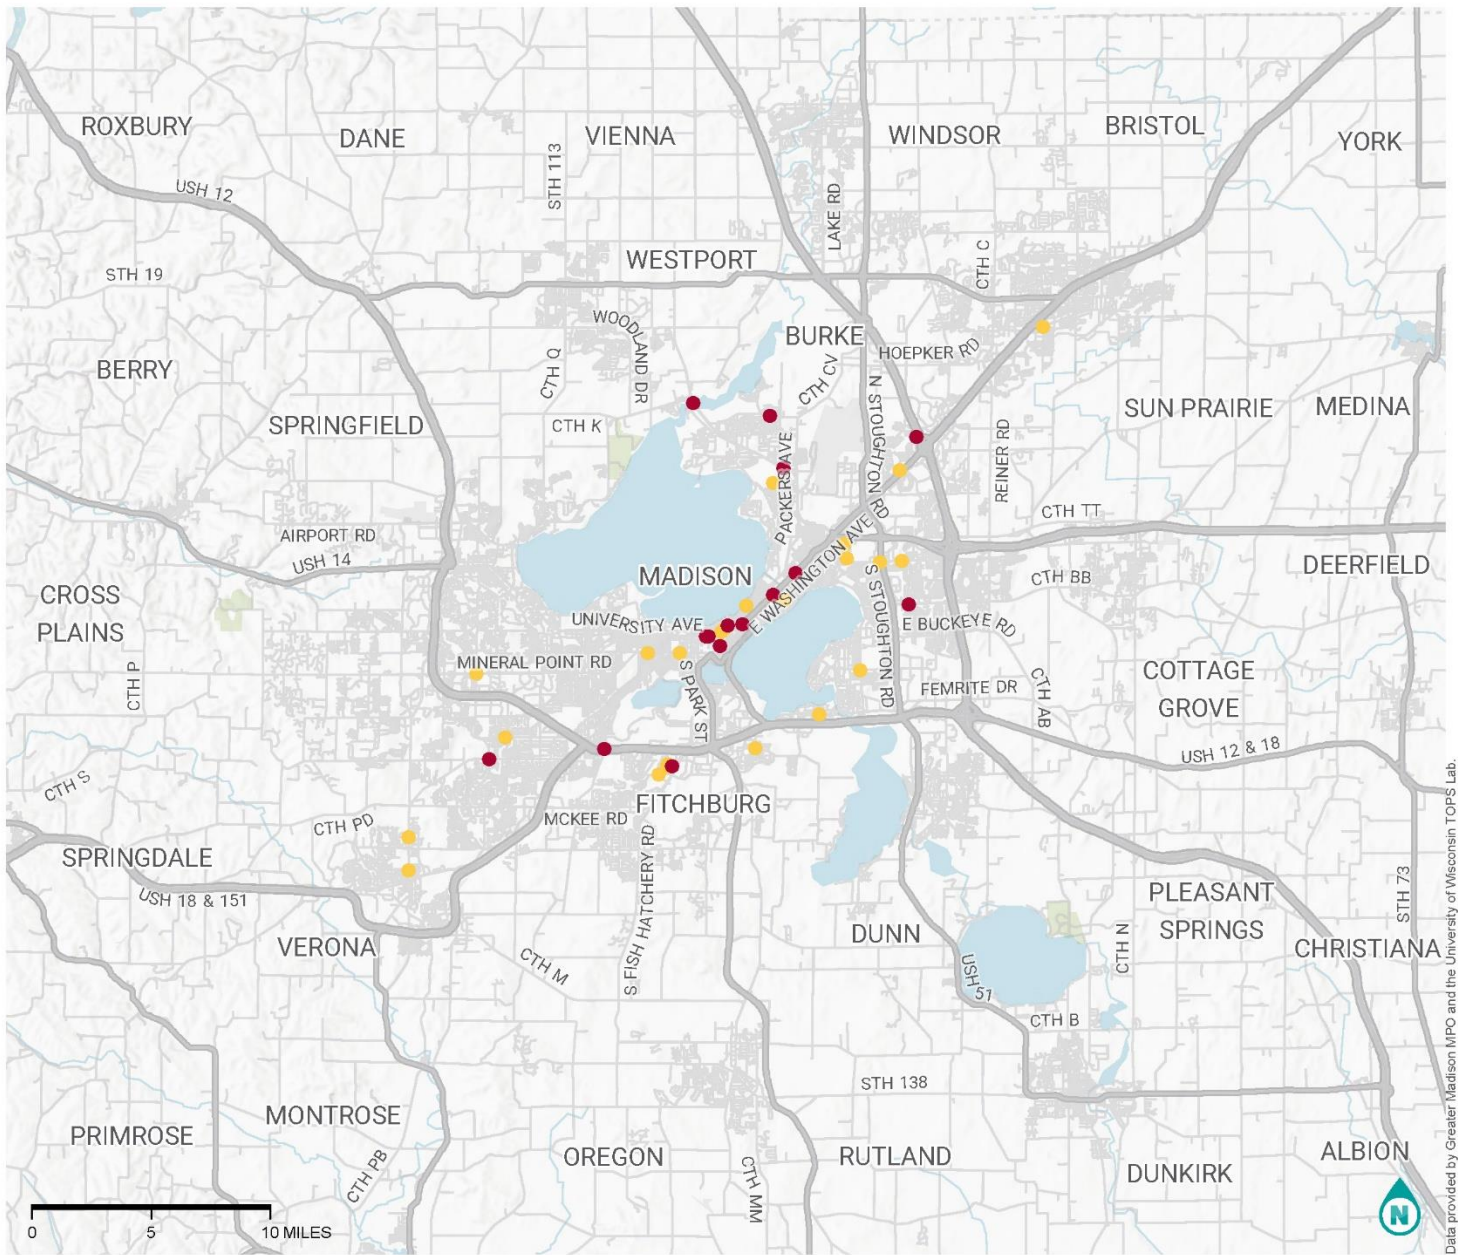 ROXBURY
DANE
VIENNA
WINDSOR
BRISTOL
YORK
USH 12
STH 113
LAKE RD
STH 19
WESTPORT
CTH C
WOODLAND DR
BURKE
HOEPKER RD
BERRY
CTH Q
CTH CV
N STOUGHTON RD
SPRINGFIELD
CTH K
SUN PRAIRIE
MEDINA
PACKERS AVE
REINER RD
AIRPORT RD
USH 14
CTH TT
DEERFIELD
MADISON
CTH BB
CROSS
PLAINS
UNIVERSITY AVE
E WASHINGTON AVE
S STOUGHTON RD
E BUCKEYE RD
MINERAL POINT RD
CTH P
S PARK ST
FEMRITE DR
CTH AB
COTTAGE
GROVE
USH 12 & 18
CTH S
CTH PD
MCKEE RD
FITCHBURG
SPRINGDALE
USH 18 & 151
S FISH HATCHERY RD
STH 73
PLEASANT
SPRINGS
VERONA
DUNN
CTH N
CHRISTIANA
CTH M
USH 51
CTH B
STH 138
MONTROSE
PRIMROSE
CTH PB
OREGON
CTH MM
RUTLAND
DUNKIRK
ALBION
N
0 5 10 MILES
Data provided by Greater Madison MPO and the University of Wisconsin TOPS Lab.